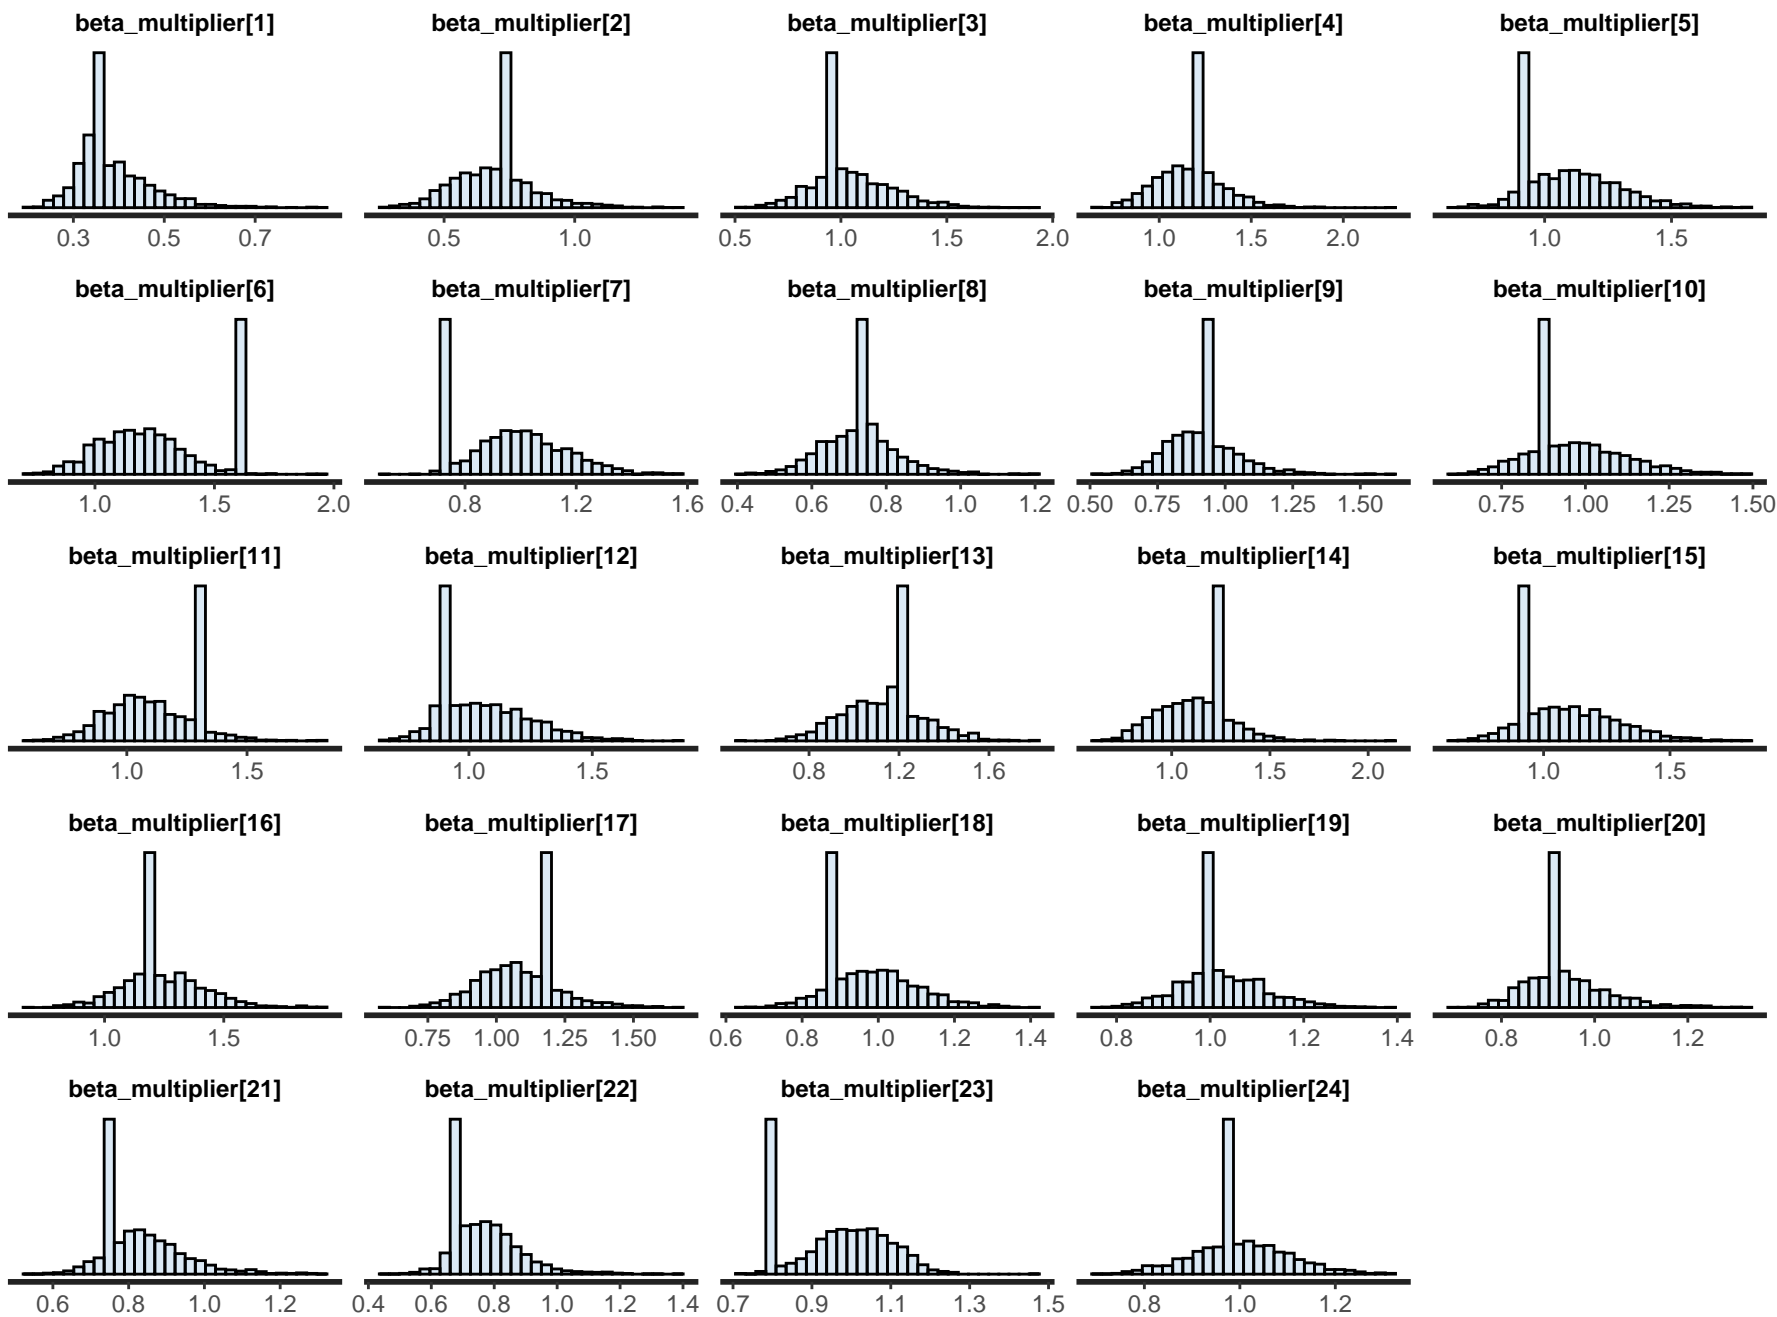 beta_multiplier[1] beta_multiplier[2] beta_multiplier[3] beta_multiplier[4] beta_multiplier[5]
0.3 0.5 0.7 0.5 1.0 0.5 1.0 1.5 2.0 1.0 1.5 2.0 1.0 1.5
beta_multiplier[6] beta_multiplier[7] beta_multiplier[8] beta_multiplier[9] beta_multiplier[10]
1.0 1.5 2.0 0.8 1.2 1.6 0.4 0.6 0.8 1.0 1.2 0.50 0.75 1.00 1.25 1.50 0.75 1.00 1.25 1.50
beta_multiplier[11] beta_multiplier[12] beta_multiplier[13] beta_multiplier[14] beta_multiplier[15]
1.0 1.5 1.0 1.5 0.8 1.2 1.6 1.0 1.5 2.0 1.0 1.5
beta_multiplier[16] beta_multiplier[17] beta_multiplier[18] beta_multiplier[19] beta_multiplier[20]
1.0 1.5 0.75 1.00 1.25 1.50 0.6 0.8 1.0 1.2 1.4 0.8 1.0 1.2 1.4 0.8 1.0 1.2
beta_multiplier[21] beta_multiplier[22] beta_multiplier[23] beta_multiplier[24]
0.6 0.8 1.0 1.2 0.4 0.6 0.8 1.0 1.2 1.4 0.7 0.9 1.1 1.3 1.5 0.8 1.0 1.2